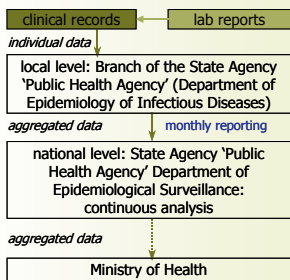 clinical records
lab reports
individual data
local level: Branch of the State Agency
‘Public Health Agency’ (Department of
Epidemiology of Infectious Diseases)
aggregated data
monthly reporting
national level: State Agency ‘Public
Health Agency’ Department of
Epidemiological Surveillance:
continuous analysis
aggregated data
Ministry of Health